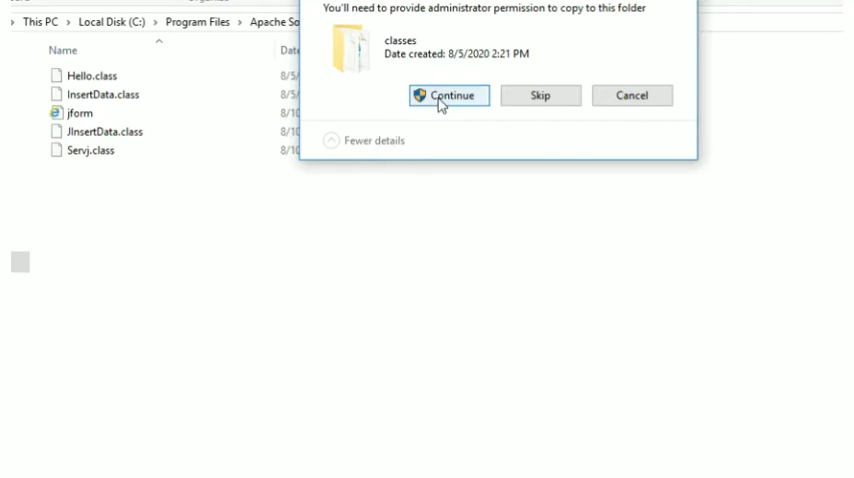 You'll need to provide administrator permission to copy to this folder
This PC > Local Disk (C:) > Program Files > Apache So
classes
Date created: 8/5/2020 2:21 PM
Name
Date
Hello.class 8/5/
InsertData.class 8/5/
jform 8/10
JInsertData.class 8/10
Servj.class 8/10
Continue
Skip
Cancel
Fewer details